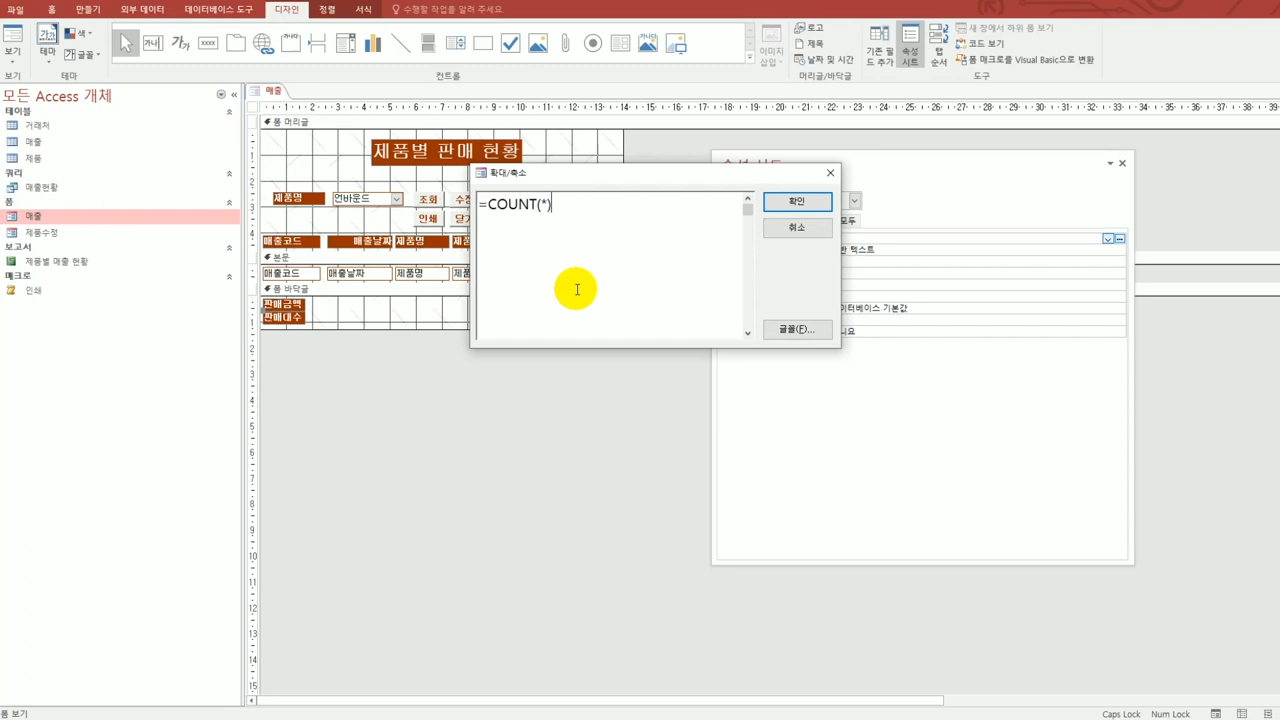 파일 홈 만들기 외부 데이터 데이터베이스 도구 디자인 정렬 서식 수행할 작업을 알려 주세요.
보기 테마 색 글꼴 가나 로고 제목 날짜 및 시간 기존 필드 추가 속성 시트 탭 순서 새 창에서 하위 폼 보기 코드 보기 폼 매크로를 Visual Basic으로 변환
이미지 삽입
보기 테마 컨트롤 머리글/바닥글 도구
모든 Access 개체
테이블
거래처
매출
제품
쿼리
매출현황
폼
매출
제품수정
보고서
제품별 매출 현황
매크로
인쇄
매출
폼 머리글
제품별 판매 현황
제품명 언바운드 조회
인쇄 닫기
매출코드 매출날짜 제품명
본문
매출코드 매출날짜 제품명
폼 바닥글
판매금액
판매대수
확대/축소
=COUNT(*)
확인
취소
글꼴(F)...
모두
텍스트
이터베이스 기본값
폼 보기
Caps Lock Num Lock